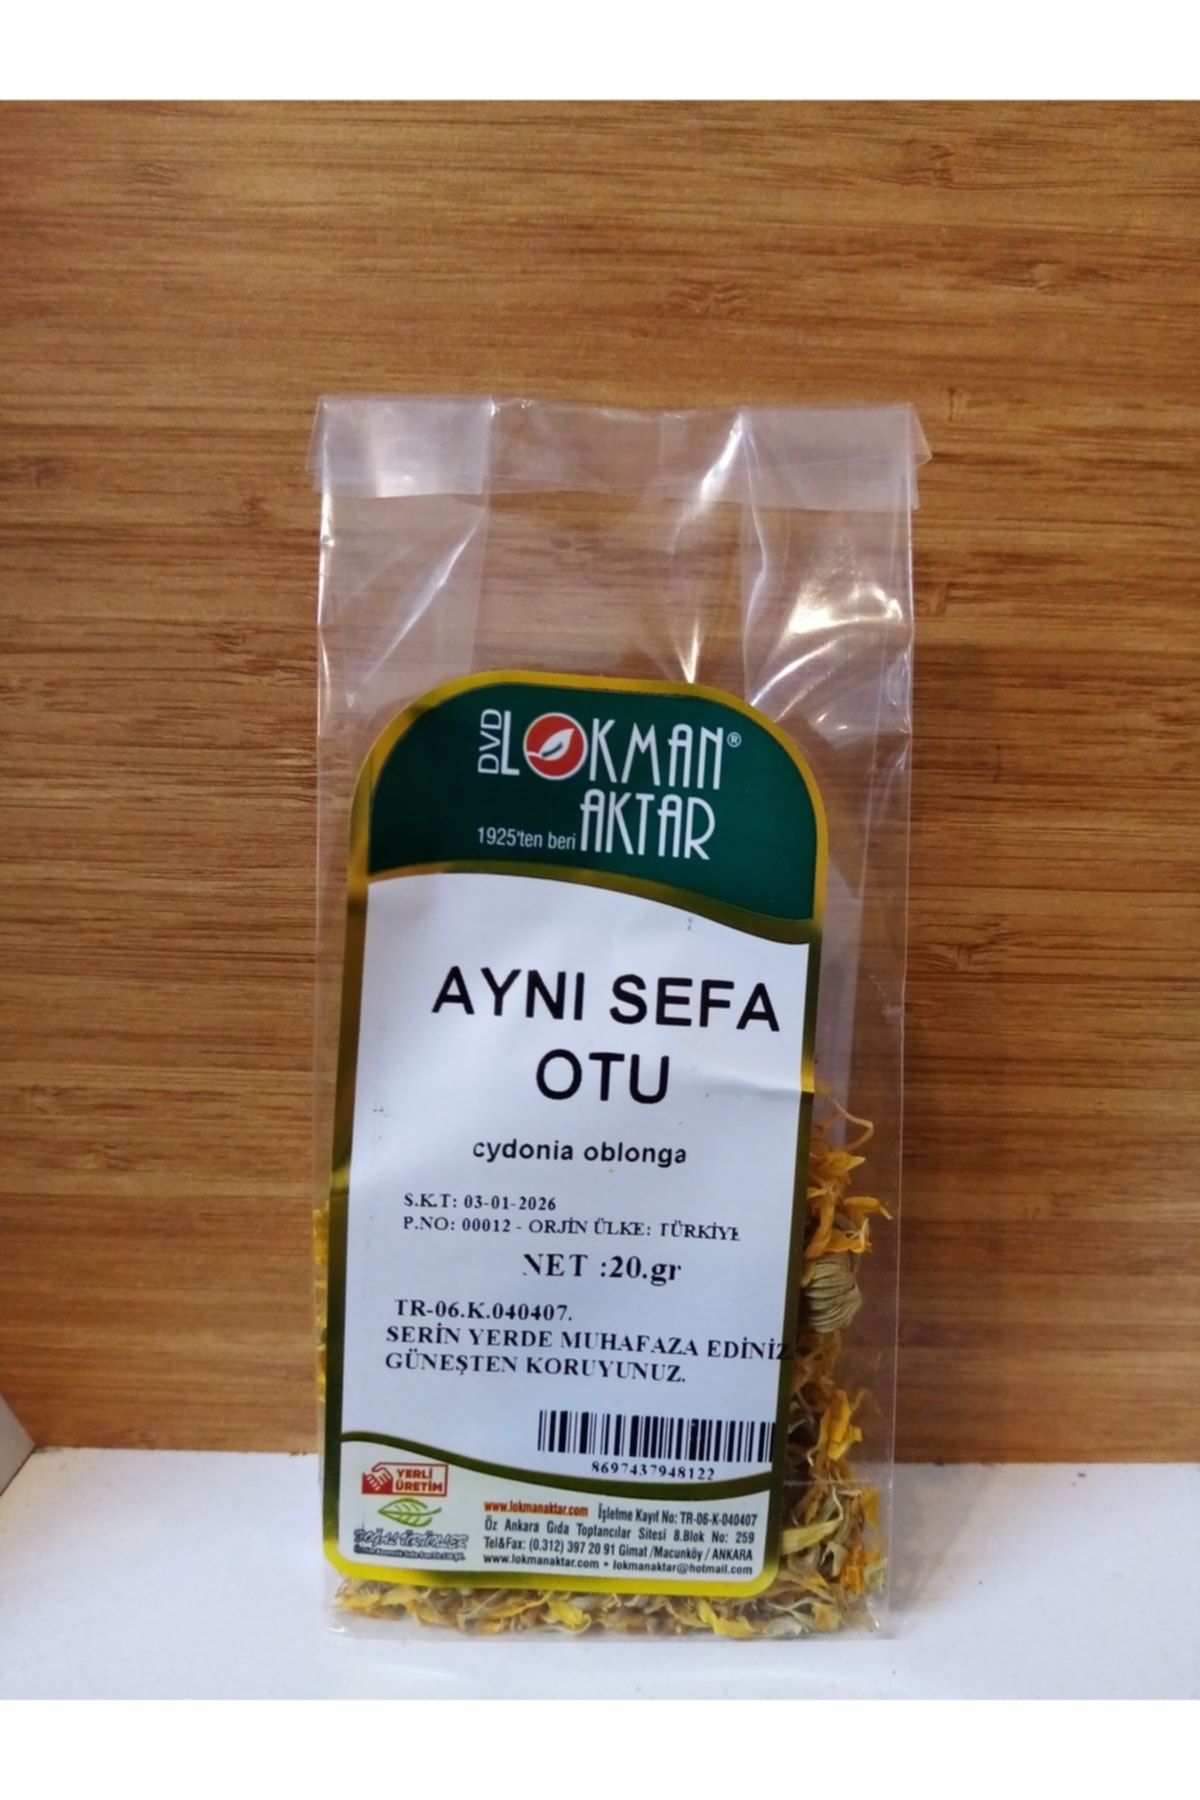 DVD LOKMAN®
1925'ten beri AKTAR
AYNI SEFA
OTU
cydonia oblonga
S.K.T: 03-01-2026
P.NO: 00012 - ORJİN ÜLKE: TÜRKİYE
NET :20.gr
TR-06.K.040407.
SERİN YERDE MUHAFAZA EDİNİZ.
GÜNEŞTEN KORUYUNUZ.
8697437948122
YERLİ
ÜRETİM
DOĞAL ÜRÜNLER
www.lokmanaktar.com İşletme Kayıt No: TR-06-K-040407
Öz Ankara Gıda Toptancılar Sitesi 8.Blok No: 259
Tel&Fax: (0.312) 397 20 91 Gimat /Macunköy / ANKARA
www.lokmanaktar.com • lokmanaktar@hotmail.com